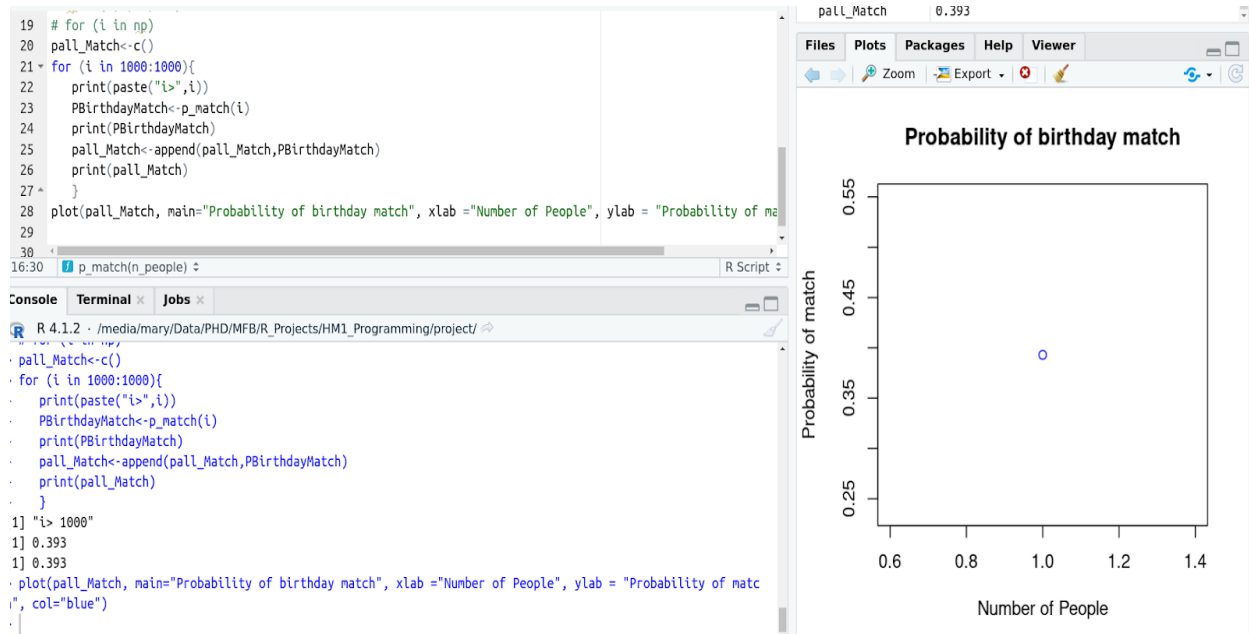 19 # for (i in np)
20 pall_Match<-c()
21 for (i in 1000:1000){
22 print(paste("i>",i))
23 PBirthdayMatch<-p_match(i)
24 print(PBirthdayMatch)
25 pall_Match<-append(pall_Match,PBirthdayMatch)
26 print(pall_Match)
27 }
28 plot(pall_Match, main="Probability of birthday match", xlab ="Number of People", ylab = "Probability of ma
29
30
16:30 p_match(n_people) R Script
Console Terminal Jobs
R 4.1.2 · /media/mary/Data/PHD/MFB/R_Projects/HM1_Programming/project/
# for (i in np)
pall_Match<-c()
for (i in 1000:1000){
print(paste("i>",i))
PBirthdayMatch<-p_match(i)
print(PBirthdayMatch)
pall_Match<-append(pall_Match,PBirthdayMatch)
print(pall_Match)
}
1] "i> 1000"
1] 0.393
1] 0.393
plot(pall_Match, main="Probability of birthday match", xlab ="Number of People", ylab = "Probability of matc
", col="blue")
pall_Match 0.393
Files Plots Packages Help Viewer
Zoom Export
Probability of birthday match
Probability of match
0.55
0.45
0.35
0.25
0.6 0.8 1.0 1.2 1.4
Number of People